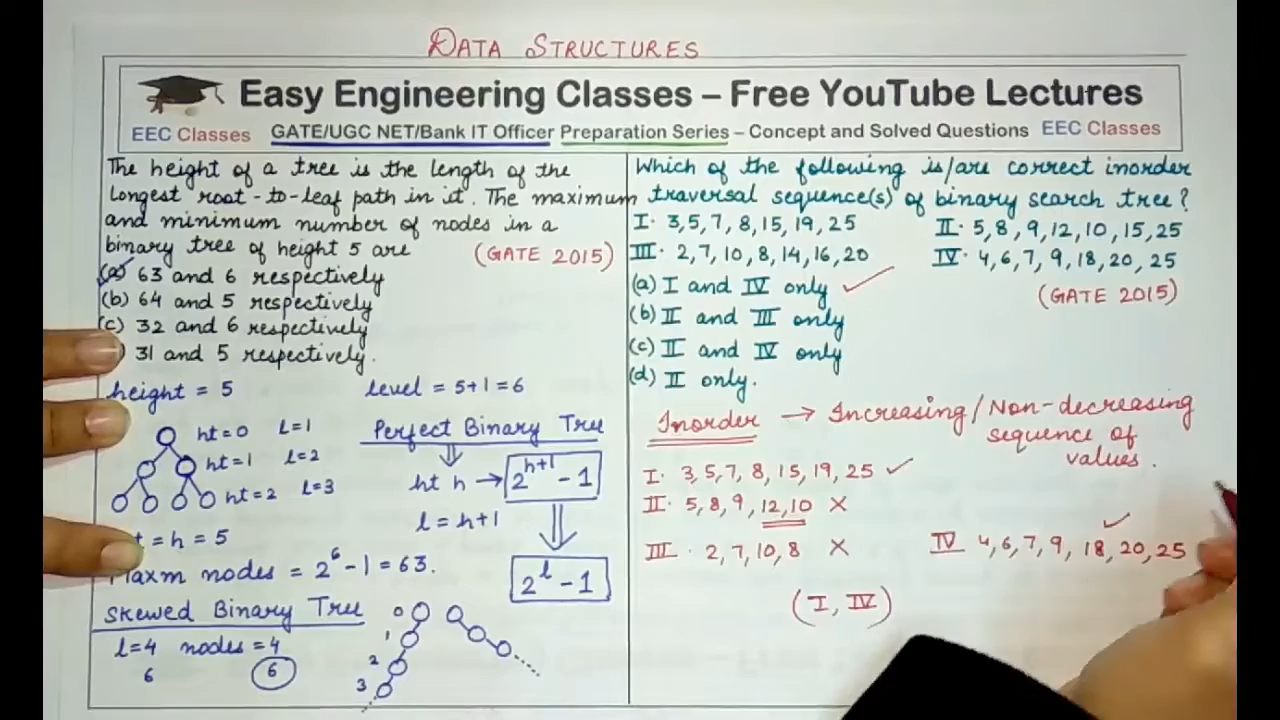 DATA STRUCTURES
Easy Engineering Classes – Free YouTube Lectures
EEC Classes GATE/UGC NET/Bank IT Officer Preparation Series – Concept and Solved Questions EEC Classes
The height of a tree is the length of the
longest root-to-leaf path in it. The maximum
and minimum number of nodes in a
binary tree of height 5 are
(GATE 2015)
(a) 63 and 6 respectively
(b) 64 and 5 respectively
(c) 32 and 6 respectively
) 31 and 5 respectively.
height = 5 level = 5+1 = 6
ht=0 L=1
ht=1 l=2
ht=2 l=3
Perfect Binary Tree
ht h → 2^(h+1) - 1
l = h+1
2^l - 1
t = h = 5
Maxm nodes = 2^6 - 1 = 63.
Skewed Binary Tree
l=4 nodes = 4
6 6
0
1
2
3
Which of the following is/are correct inorder
traversal sequence(s) of binary search tree?
I. 3, 5, 7, 8, 15, 19, 25 II. 5, 8, 9, 12, 10, 15, 25
III. 2, 7, 10, 8, 14, 16, 20 IV. 4, 6, 7, 9, 18, 20, 25
(a) I and IV only ✓
(GATE 2015)
(b) II and III only
(c) II and IV only
(d) II only.
Inorder → Increasing/Non-decreasing
sequence of
values.
I. 3, 5, 7, 8, 15, 19, 25 ✓
II. 5, 8, 9, 12, 10 X
III. 2, 7, 10, 8 X IV 4, 6, 7, 9, 18, 20, 25 ✓
(I, IV)